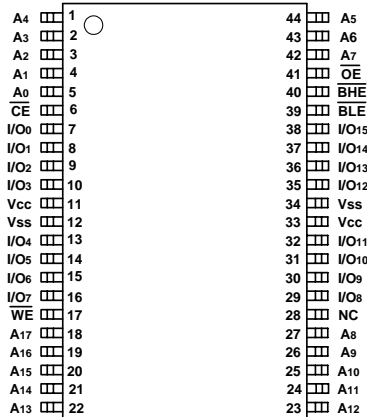 A4 1 44 A5
A3 2 43 A6
A2 3 42 A7
A1 4 41 OE
A0 5 40 BHE
CE 6 39 BLE
I/O0 7 38 I/O15
I/O1 8 37 I/O14
I/O2 9 36 I/O13
I/O3 10 35 I/O12
Vcc 11 34 Vss
Vss 12 33 Vcc
I/O4 13 32 I/O11
I/O5 14 31 I/O10
I/O6 15 30 I/O9
I/O7 16 29 I/O8
WE 17 28 NC
A17 18 27 A8
A16 19 26 A9
A15 20 25 A10
A14 21 24 A11
A13 22 23 A12